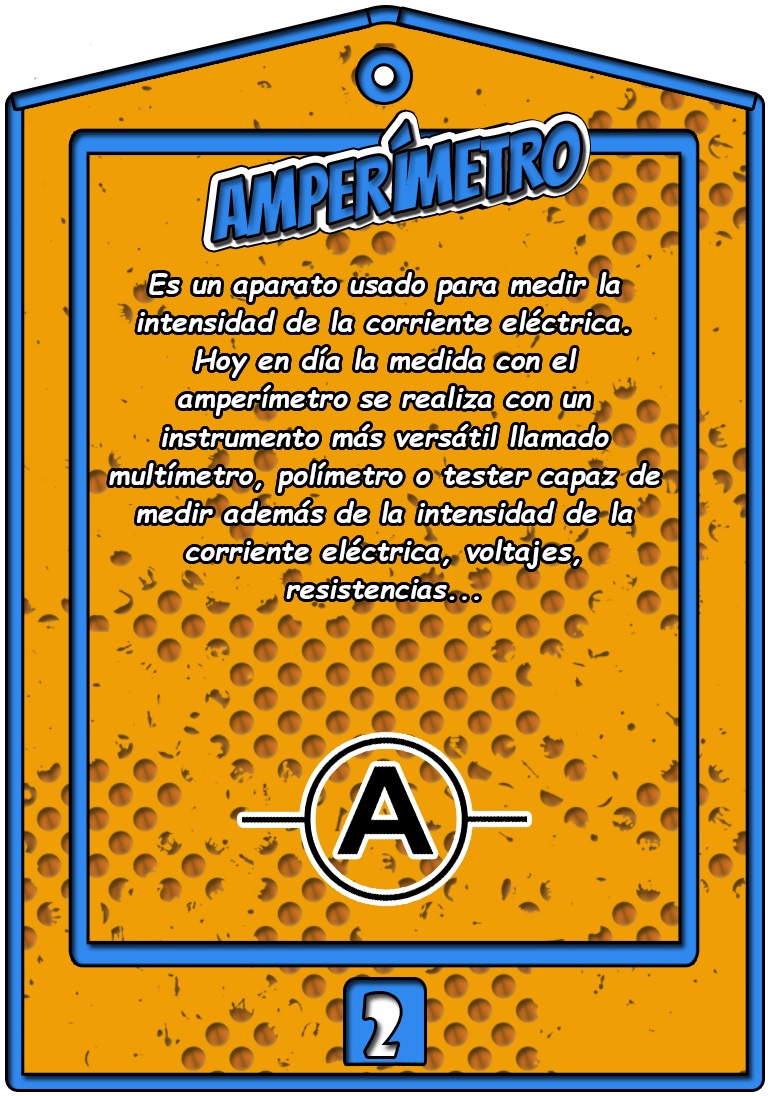 AMPERÍMETRO
Es un aparato usado para medir la
intensidad de la corriente eléctrica.
Hoy en día la medida con el
amperímetro se realiza con un
instrumento más versátil llamado
multímetro, polímetro o tester capaz de
medir además de la intensidad de la
corriente eléctrica, voltajes,
resistencias...
A
2